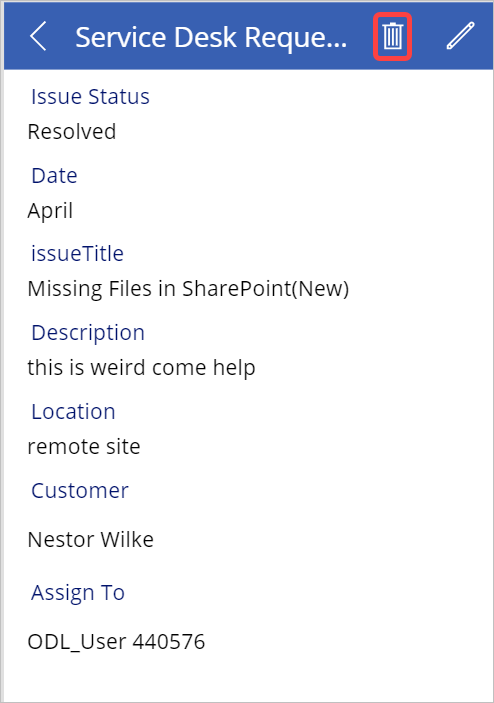 Service Desk Reque...
Issue Status
Resolved
Date
April
issueTitle
Missing Files in SharePoint(New)
Description
this is weird come help
Location
remote site
Customer
Nestor Wilke
Assign To
ODL_User 440576